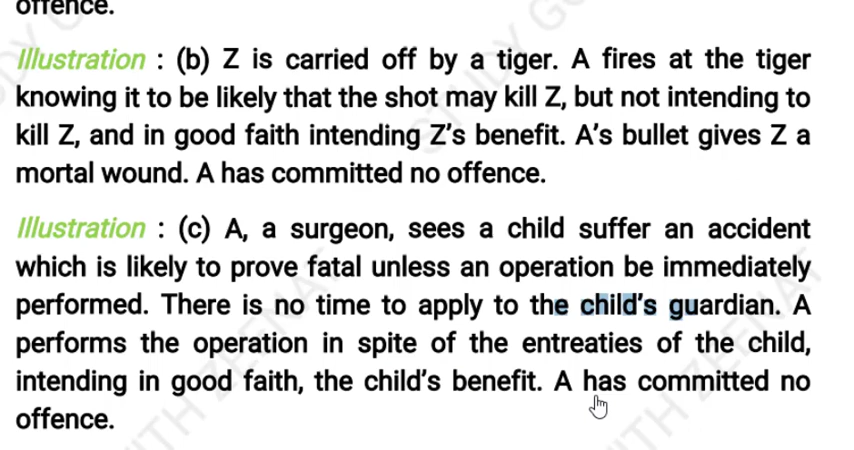 offence.
Illustration : (b) Z is carried off by a tiger. A fires at the tiger
knowing it to be likely that the shot may kill Z, but not intending to
kill Z, and in good faith intending Z's benefit. A's bullet gives Z a
mortal wound. A has committed no offence.
Illustration : (c) A, a surgeon, sees a child suffer an accident
which is likely to prove fatal unless an operation be immediately
performed. There is no time to apply to the child's guardian. A
performs the operation in spite of the entreaties of the child,
intending in good faith, the child's benefit. A has committed no
offence.